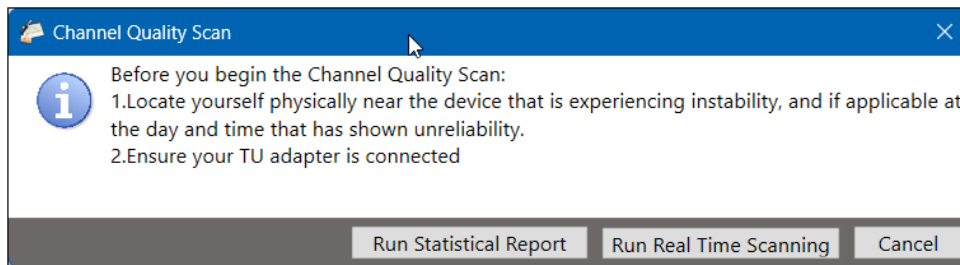 Channel Quality Scan
Before you begin the Channel Quality Scan:
1.Locate yourself physically near the device that is experiencing instability, and if applicable at
the day and time that has shown unreliability.
2.Ensure your TU adapter is connected
Run Statistical Report
Run Real Time Scanning
Cancel